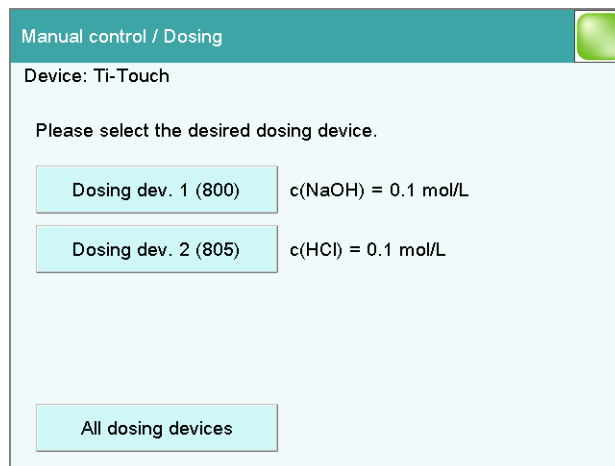 Manual control / Dosing
Device: Ti-Touch
Please select the desired dosing device.
Dosing dev. 1 (800) c(NaOH) = 0.1 mol/L
Dosing dev. 2 (805) c(HCl) = 0.1 mol/L
All dosing devices